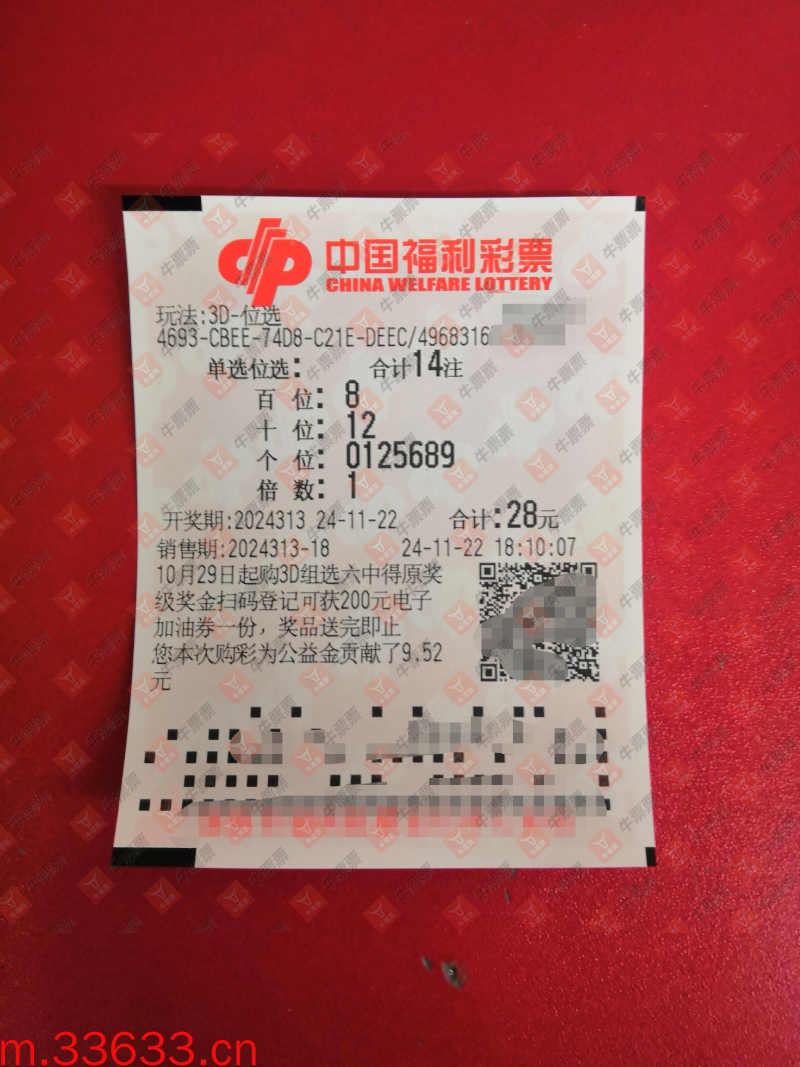 中国福利彩票
CHINA WELFARE LOTTERY
玩法:3D-位选
4693-CBEE-74D8-C21E-DEEC/4968316
单选位选: 合计14注
百 位: 8
十 位: 12
个 位: 0125689
倍 数: 1
开奖期:2024313 24-11-22 合计:28元
销售期:2024313-18 24-11-22 18:10:07
10月29日起购3D组选六中得原奖
级奖金扫码登记可获200元电子
加油券一份，奖品送完即止
您本次购彩为公益金贡献了9.52
元
牛票票
m.33633.cn